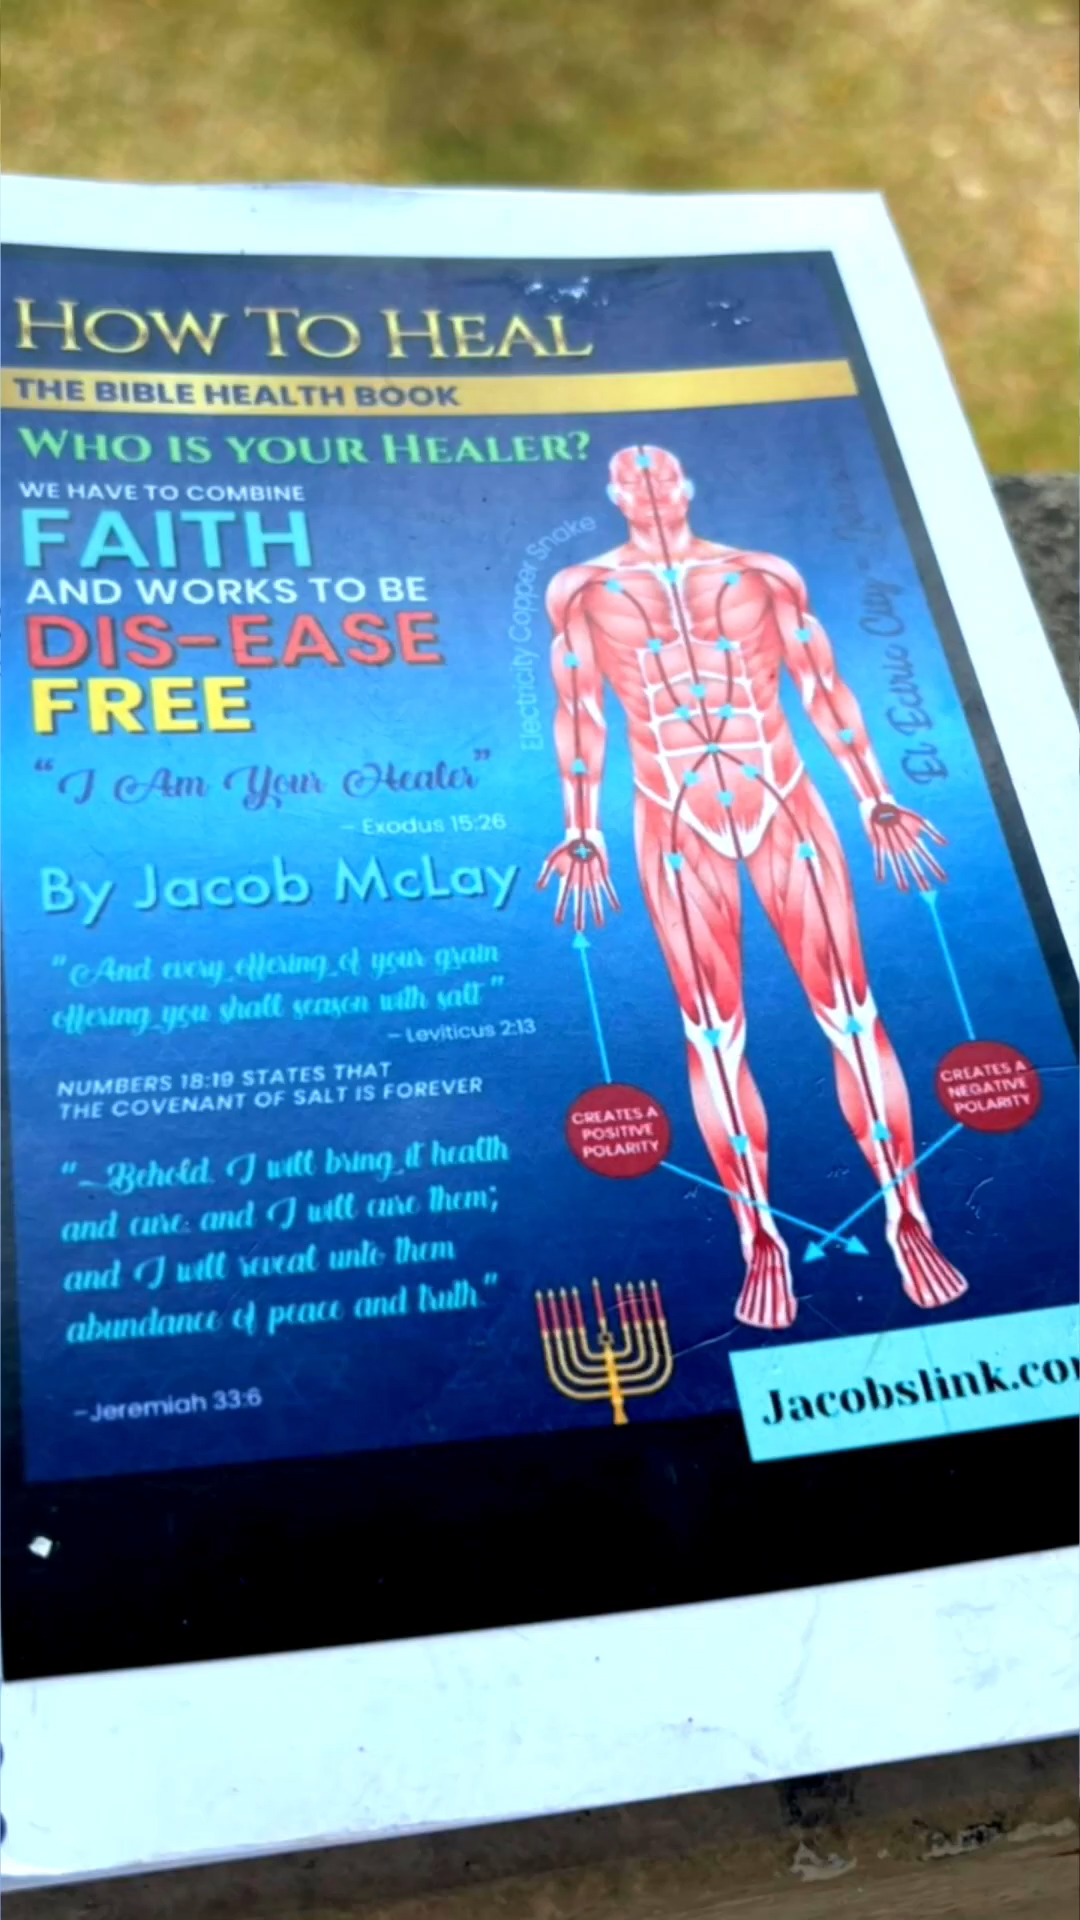 HOW TO HEAL
THE BIBLE HEALTH BOOK
WHO IS YOUR HEALER?
WE HAVE TO COMBINE
FAITH
AND WORKS TO BE
DIS-EASE
FREE
"I Am Your Healer"
– Exodus 15:26
By Jacob McLay
"And every offering of your grain
offering you shall season with salt"
– Leviticus 2:13
NUMBERS 18:19 STATES THAT
THE COVENANT OF SALT IS FOREVER
"Behold, I will bring it health
and cure, and I will cure them;
and I will reveal unto them
abundance of peace and truth."
–Jeremiah 33:6
Electricity Copper Snake
+
-
CREATES A
POSITIVE
POLARITY
CREATES A
NEGATIVE
POLARITY
Jacobslink.co